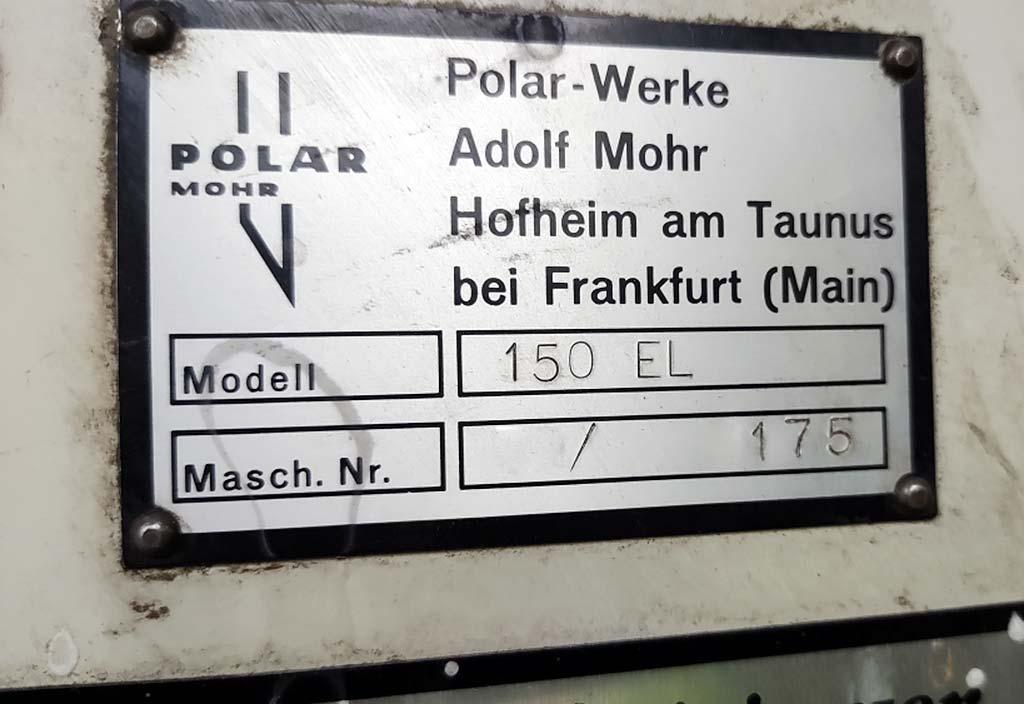 POLAR
MOHR
Polar-Werke
Adolf Mohr
Hofheim am Taunus
bei Frankfurt (Main)
Modell 150 EL
Masch. Nr. / 175